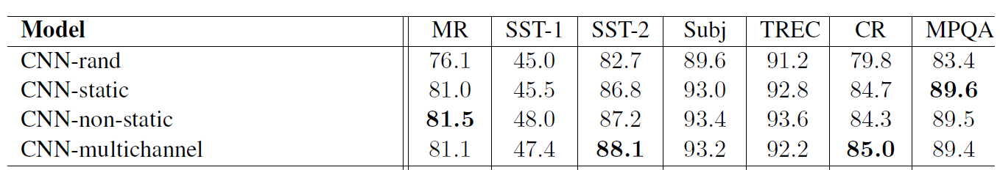 Model MR SST-1 SST-2 Subj TREC CR MPQA
CNN-rand 76.1 45.0 82.7 89.6 91.2 79.8 83.4
CNN-static 81.0 45.5 86.8 93.0 92.8 84.7 89.6
CNN-non-static 81.5 48.0 87.2 93.4 93.6 84.3 89.5
CNN-multichannel 81.1 47.4 88.1 93.2 92.2 85.0 89.4